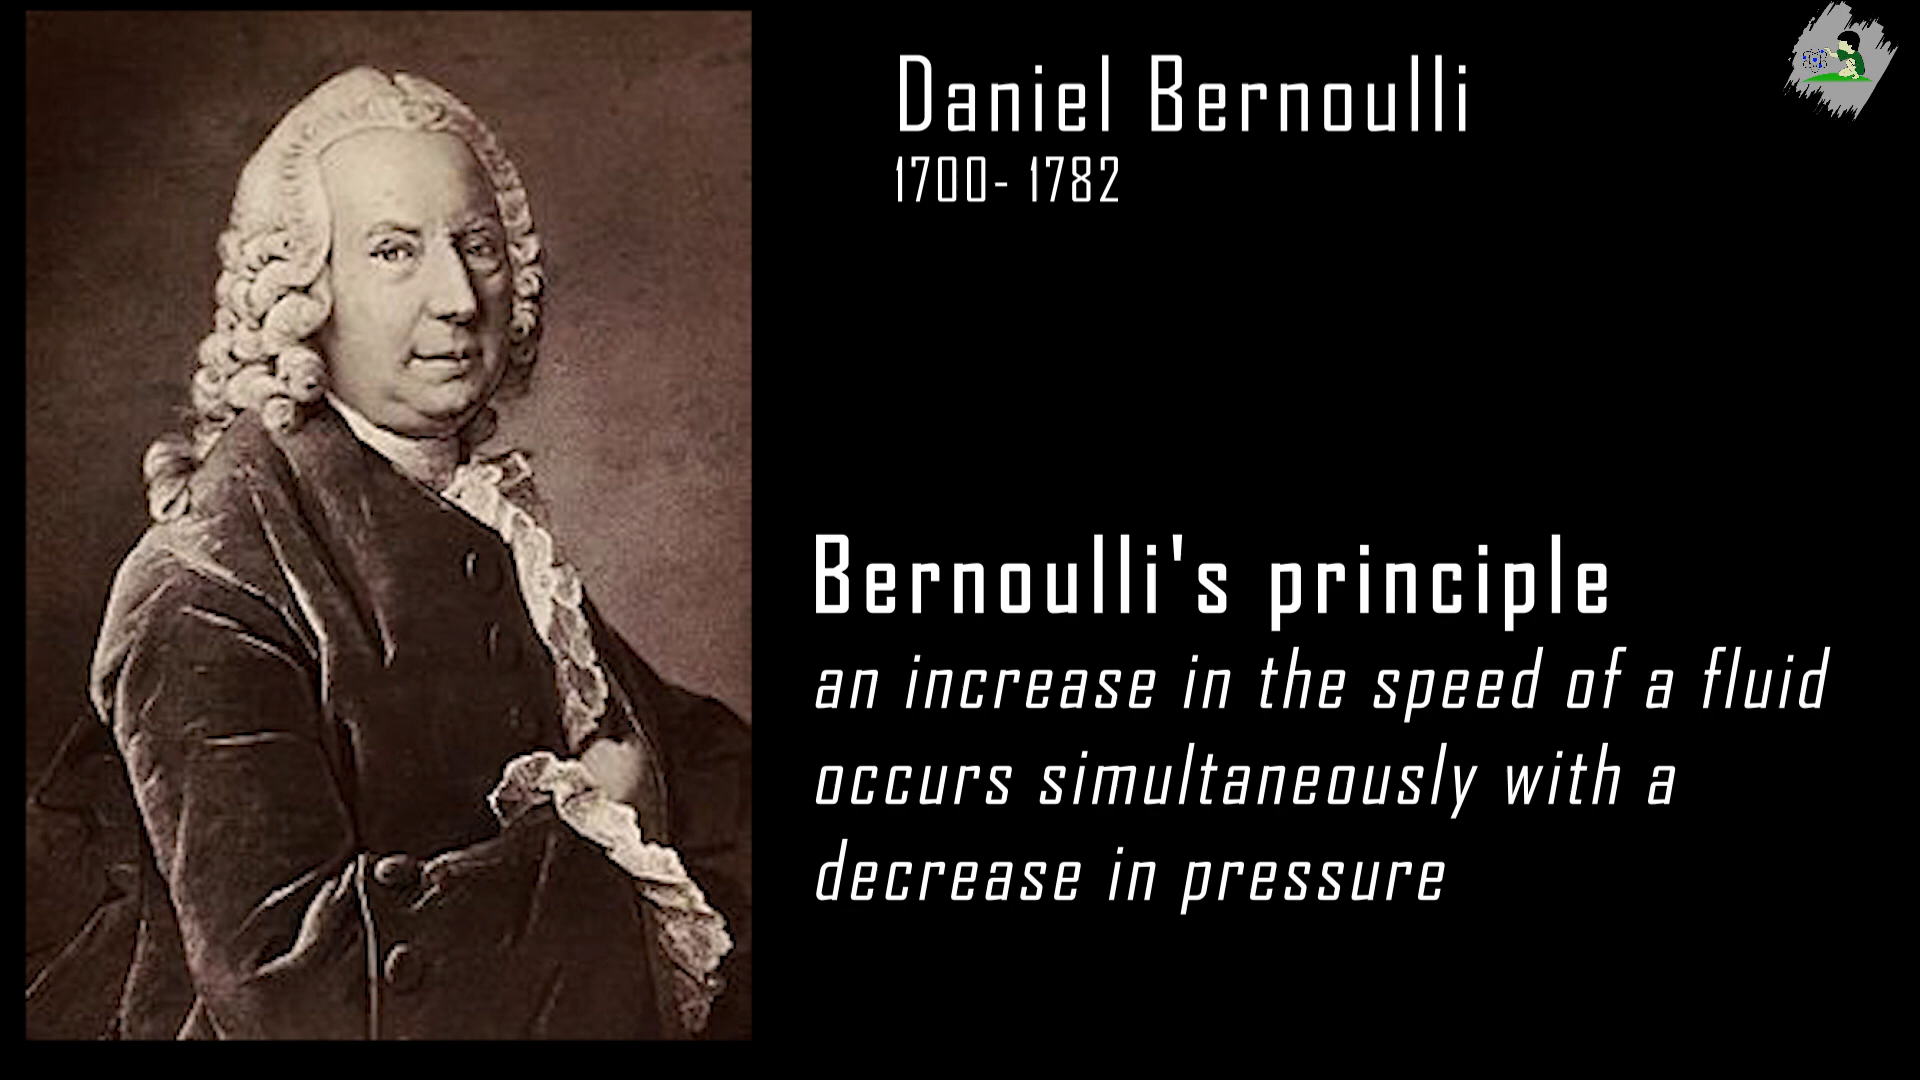 Daniel Bernoulli
1700- 1782
Bernoulli's principle
an increase in the speed of a fluid
occurs simultaneously with a
decrease in pressure